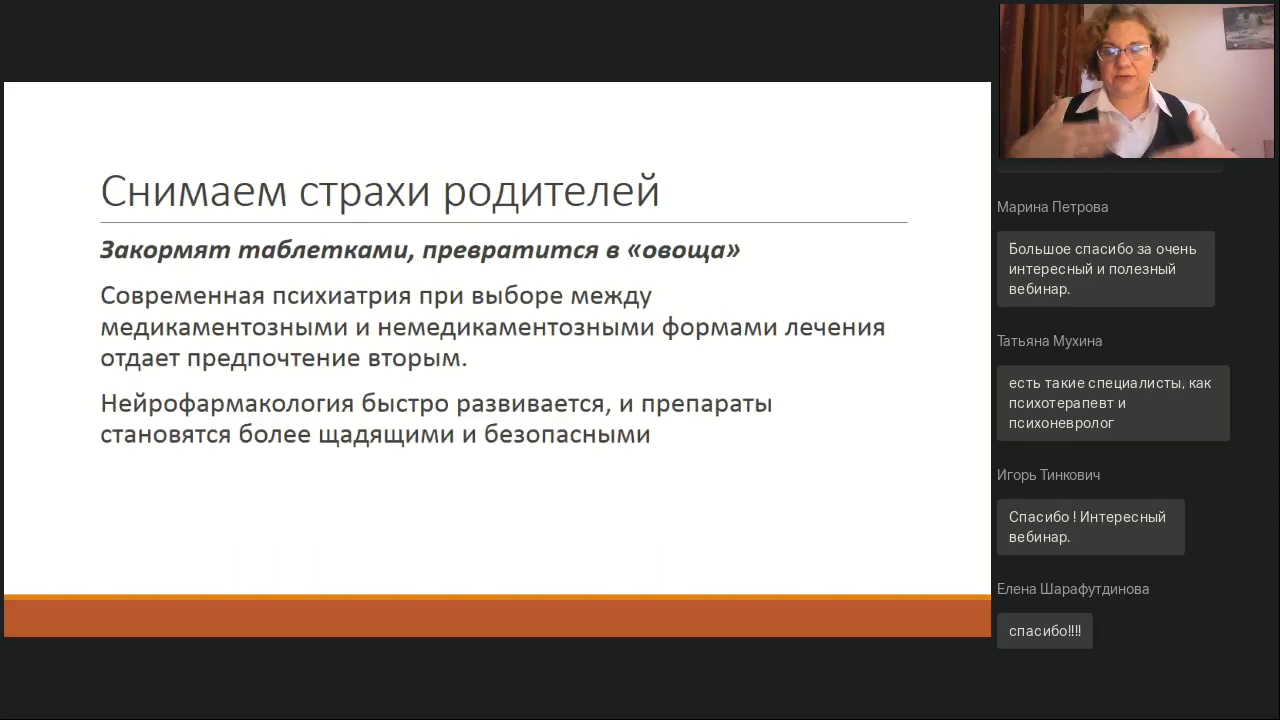 Снимаем страхи родителей
Закормят таблетками, превратится в «овоща»
Современная психиатрия при выборе между
медикаментозными и немедикаментозными формами лечения
отдает предпочтение вторым.
Нейрофармакология быстро развивается, и препараты
становятся более щадящими и безопасными
Марина Петрова
Большое спасибо за очень
интересный и полезный
вебинар.
Татьяна Мухина
есть такие специалисты, как
психотерапевт и
психоневролог
Игорь Тинкович
Спасибо ! Интересный
вебинар.
Елена Шарафутдинова
спасибо!!!!